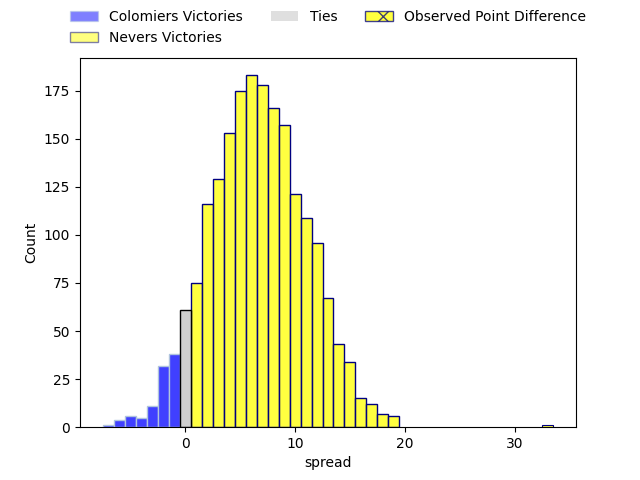 Colomiers Victories
Ties
Observed Point Difference
Nevers Victories
175
150
125
100
75
50
25
0
Count
0
10
20
30
spread